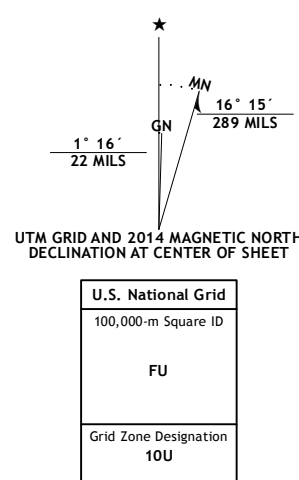 MN
GN
16° 15´
289 MILS
1° 16´
22 MILS
UTM GRID AND 2014 MAGNETIC NORTH
DECLINATION AT CENTER OF SHEET
U.S. National Grid
100,000-m Square ID
FU
Grid Zone Designation
10U